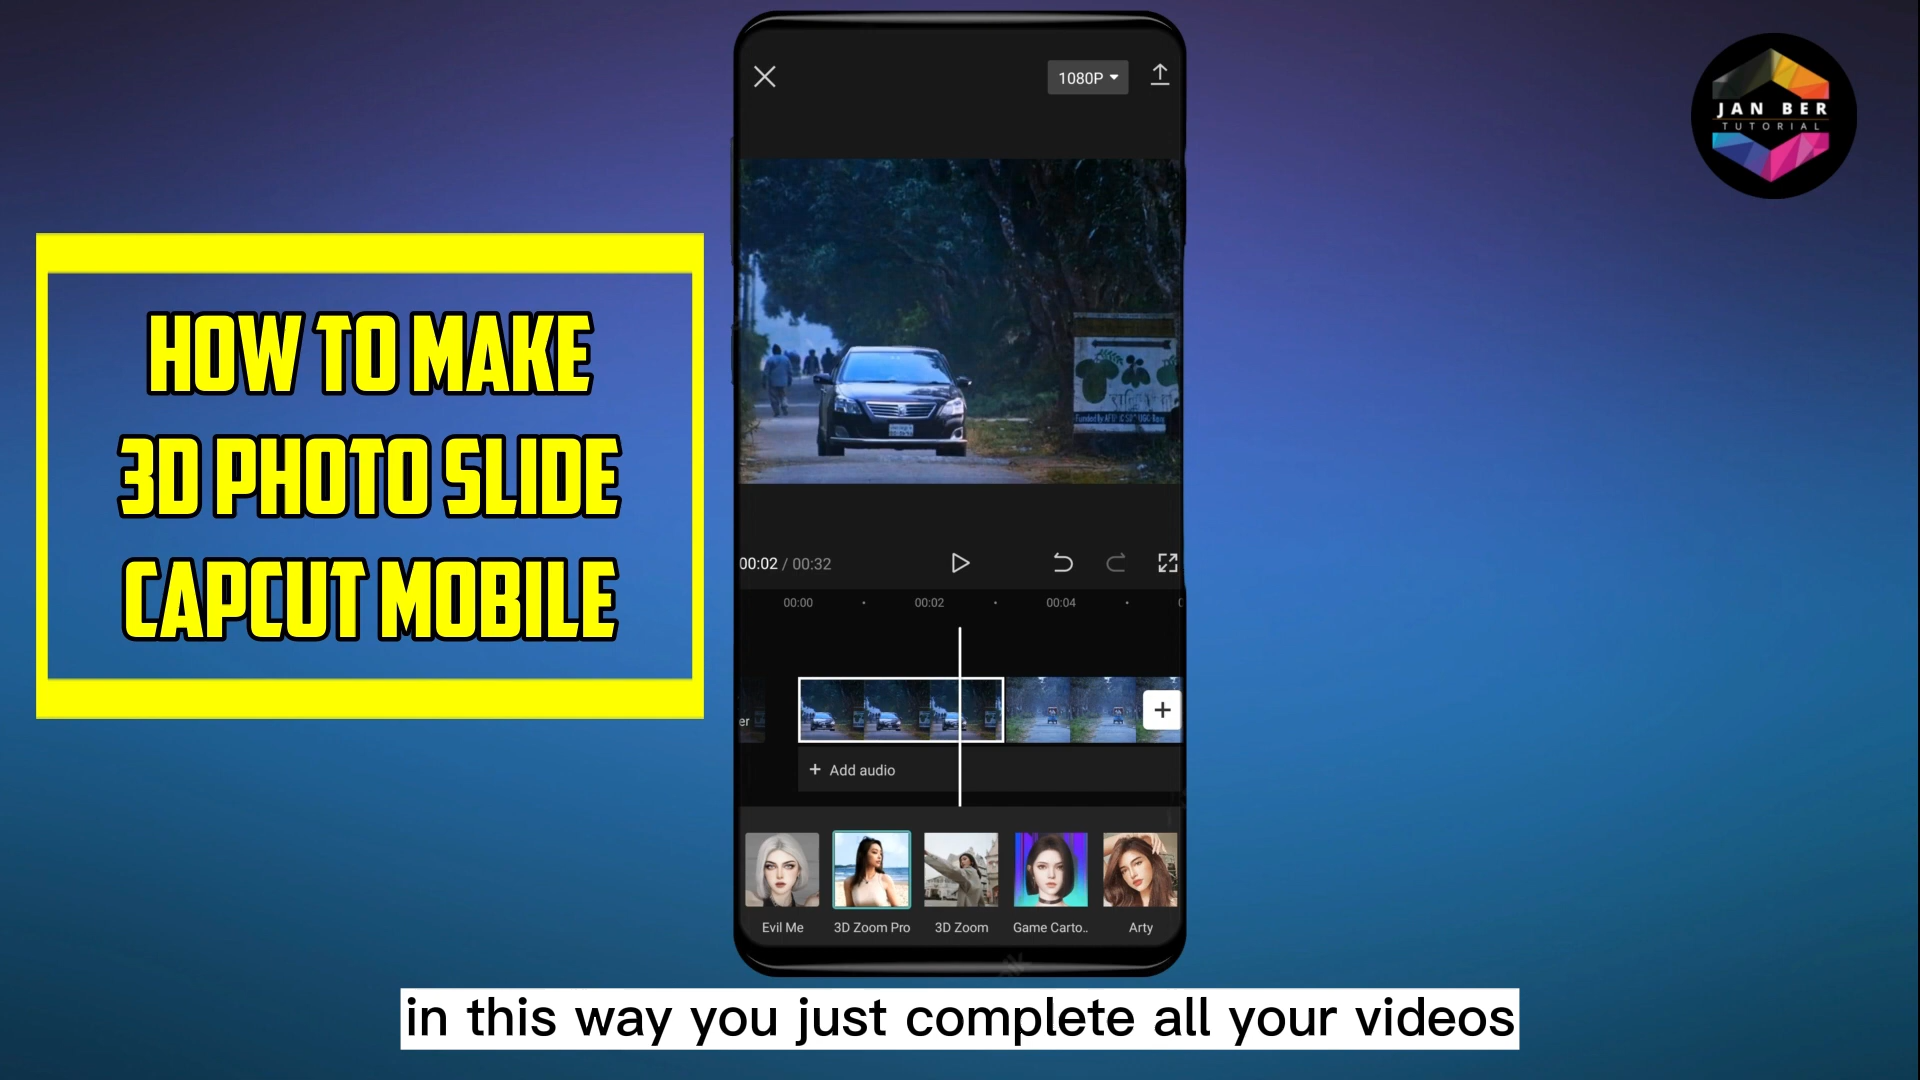 JAN BER
TUTORIAL
1080P
HOW TO MAKE
3D PHOTO SLIDE
CAPCUT MOBILE
00:02 / 00:32
00:00
00:02
00:04
er
+ Add audio
Evil Me
3D Zoom Pro
3D Zoom
Game Carto..
Arty
in this way you just complete all your videos